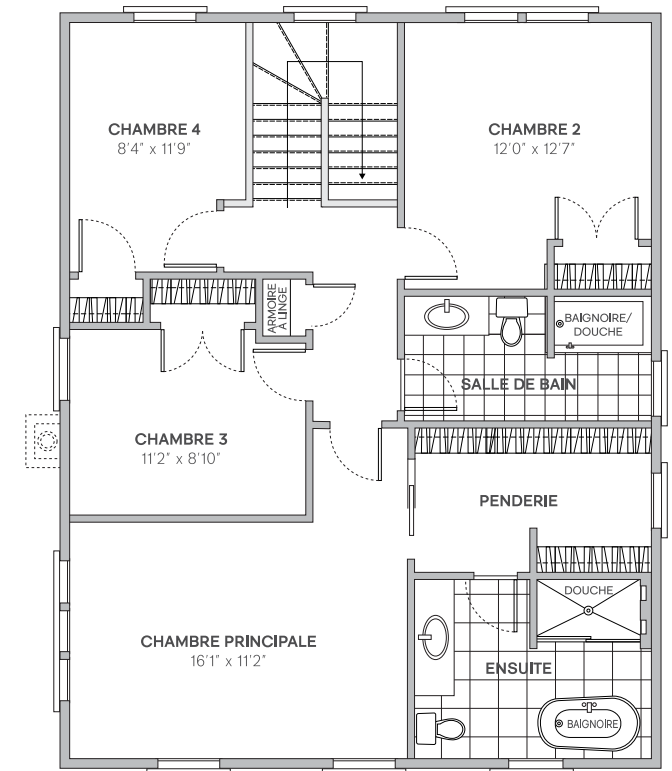 CHAMBRE 4
8'4" x 11'9"
CHAMBRE 2
12'0" x 12'7"
ARMOIRE
À LINGE
BAIGNOIRE/
DOUCHE
SALLE DE BAIN
CHAMBRE 3
11'2" x 8'10"
PENDERIE
DOUCHE
CHAMBRE PRINCIPALE
16'1" x 11'2"
ENSUITE
BAIGNOIRE